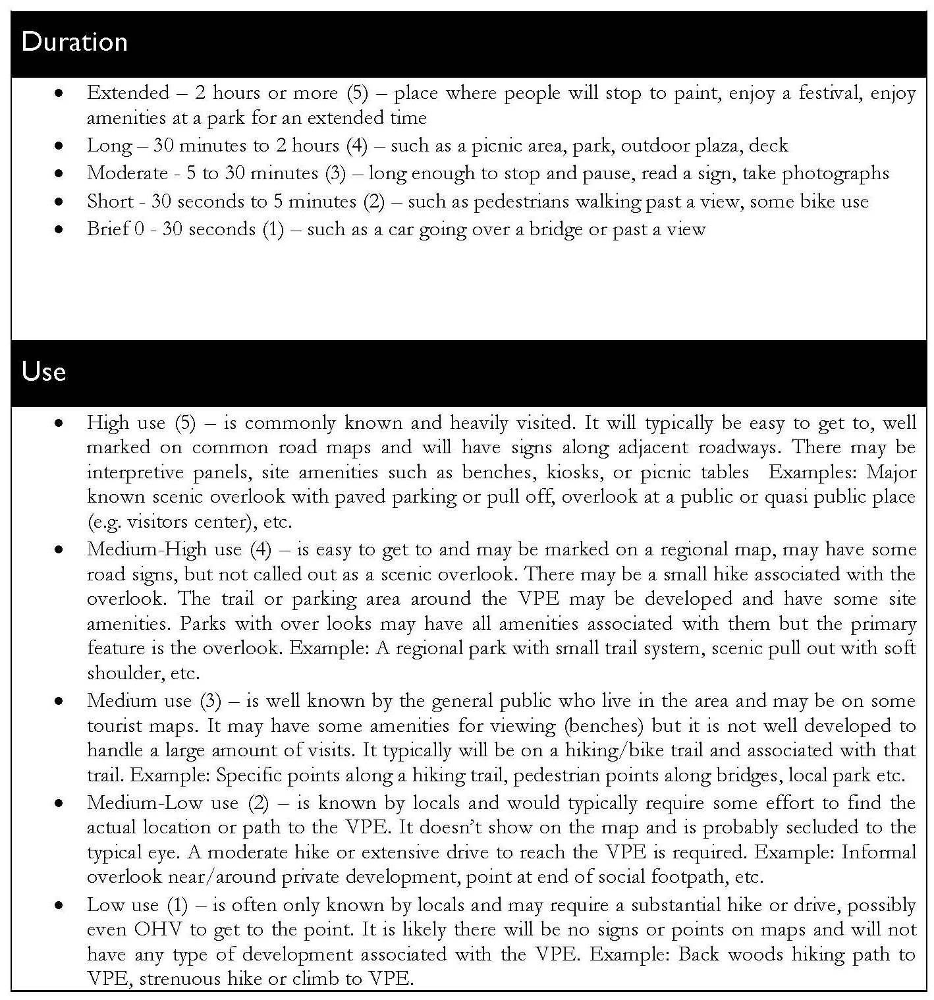 Duration
• Extended – 2 hours or more (5) – place where people will stop to paint, enjoy a festival, enjoy
amenities at a park for an extended time
• Long – 30 minutes to 2 hours (4) – such as a picnic area, park, outdoor plaza, deck
• Moderate - 5 to 30 minutes (3) – long enough to stop and pause, read a sign, take photographs
• Short - 30 seconds to 5 minutes (2) – such as pedestrians walking past a view, some bike use
• Brief 0 - 30 seconds (1) – such as a car going over a bridge or past a view
Use
• High use (5) – is commonly known and heavily visited. It will typically be easy to get to, well
marked on common road maps and will have signs along adjacent roadways. There may be
interpretive panels, site amenities such as benches, kiosks, or picnic tables  Examples: Major
known scenic overlook with paved parking or pull off, overlook at a public or quasi public place
(e.g. visitors center), etc.
• Medium-High use (4) – is easy to get to and may be marked on a regional map, may have some
road signs, but not called out as a scenic overlook. There may be a small hike associated with the
overlook. The trail or parking area around the VPE may be developed and have some site
amenities. Parks with over looks may have all amenities associated with them but the primary
feature is the overlook. Example: A regional park with small trail system, scenic pull out with soft
shoulder, etc.
• Medium use (3) – is well known by the general public who live in the area and may be on some
tourist maps. It may have some amenities for viewing (benches) but it is not well developed to
handle a large amount of visits. It typically will be on a hiking/bike trail and associated with that
trail. Example: Specific points along a hiking trail, pedestrian points along bridges, local park etc.
• Medium-Low use (2) – is known by locals and would typically require some effort to find the
actual location or path to the VPE. It doesn’t show on the map and is probably secluded to the
typical eye. A moderate hike or extensive drive to reach the VPE is required. Example: Informal
overlook near/around private development, point at end of social footpath, etc.
• Low use (1) – is often only known by locals and may require a substantial hike or drive, possibly
even OHV to get to the point. It is likely there will be no signs or points on maps and will not
have any type of development associated with the VPE. Example: Back woods hiking path to
VPE, strenuous hike or climb to VPE.